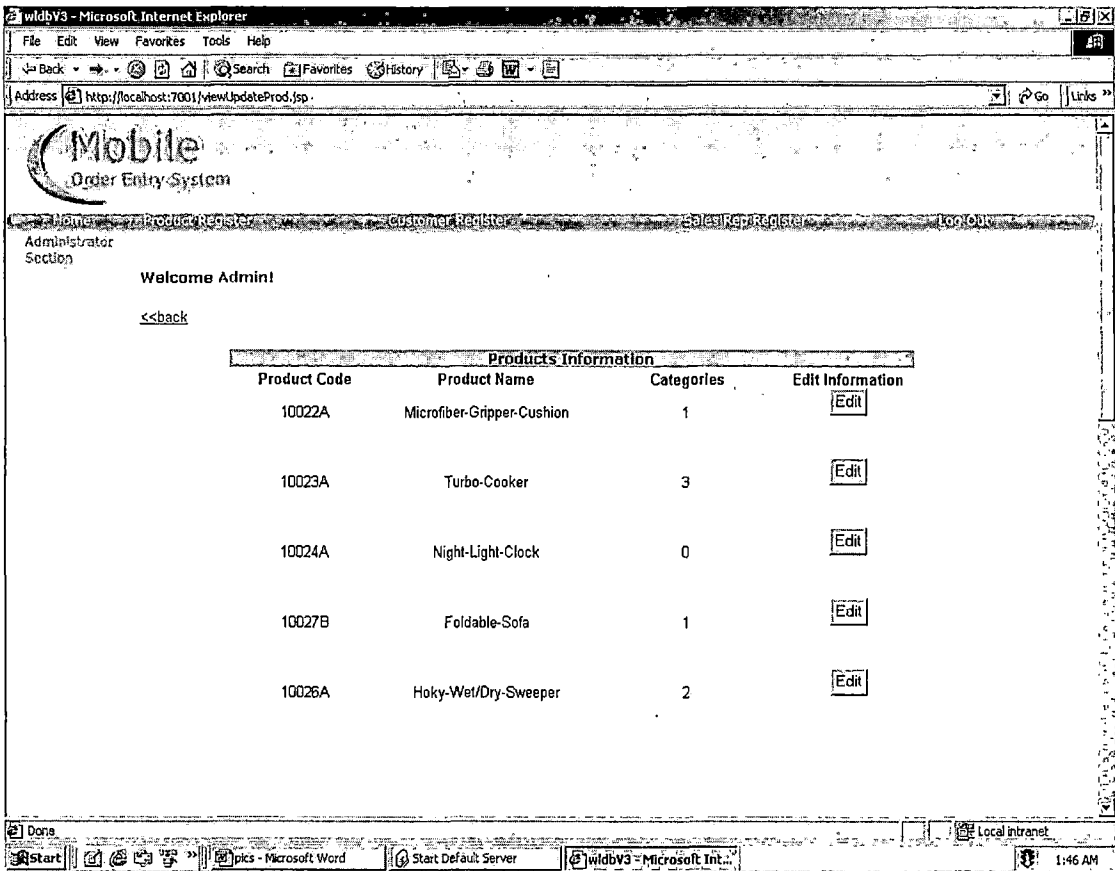 wldbV3 - Microsoft Internet Explorer
File Edit View Favorites Tools Help
Back Search Favorites History
Address http://localhost:7001/viewUpdateProd.jsp Go Links »
Mobile
Order Entry System
Home Product Register Customer Register Sales Rep Register Log Out
Administrator
Section
Welcome Admin!
<<back
Products Information
Product Code Product Name Categories Edit Information
10022A Microfiber-Gripper-Cushion 1 Edit
10023A Turbo-Cooker 3 Edit
10024A Night-Light-Clock 0 Edit
10027B Foldable-Sofa 1 Edit
10026A Hoky-Wet/Dry-Sweeper 2 Edit
Done Local intranet
Start » pics - Microsoft Word Start Default Server wldbV3 - Microsoft Int... 1:46 AM